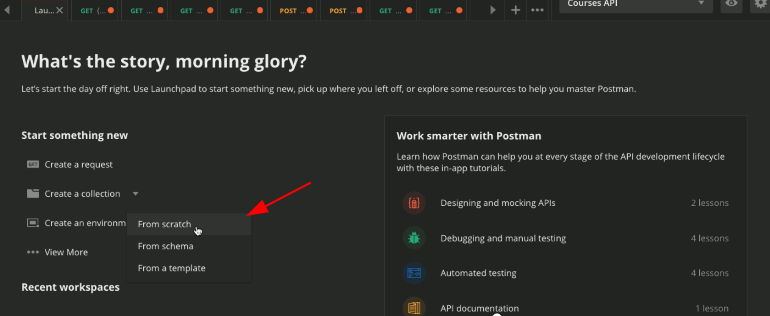 Lau...
GET (...
GET ...
GET ...
GET ...
POST ...
POST ...
GET ...
GET ...
Courses API
What's the story, morning glory?
Let's start the day off right. Use Launchpad to start something new, pick up where you left off, or explore some resources to help you master Postman.
Start something new
Create a request
Create a collection
Create an environm
From scratch
From schema
View More
From a template
Recent workspaces
Work smarter with Postman
Learn how Postman can help you at every stage of the API development lifecycle
with these in-app tutorials.
Designing and mocking APIs 2 lessons
Debugging and manual testing 4 lessons
Automated testing 4 lessons
API documentation 1 lesson